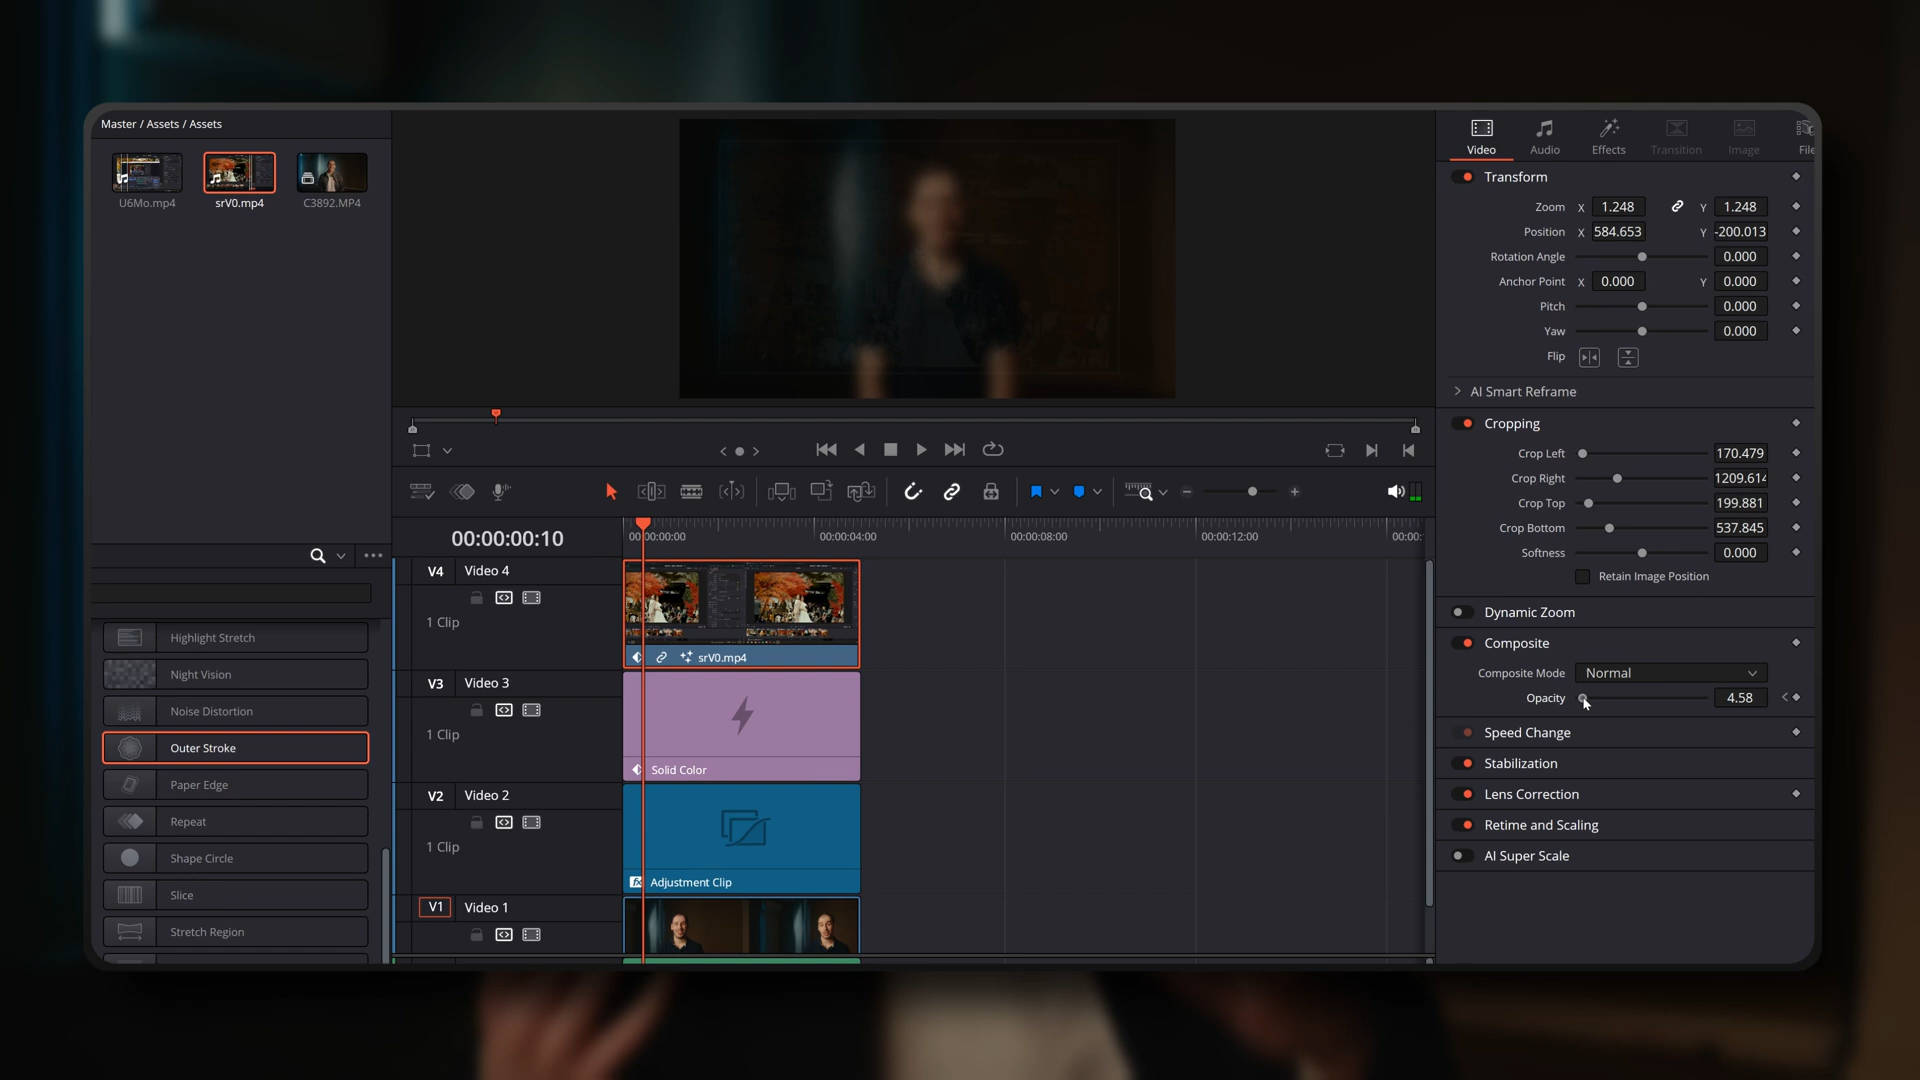 Master / Assets / Assets
U6Mo.mp4
srV0.mp4
C3892.MP4
Highlight Stretch
Night Vision
Noise Distortion
Outer Stroke
Paper Edge
Repeat
Shape Circle
Slice
Stretch Region
00:00:00:10
00:00:00:00
00:00:04:00
00:00:08:00
00:00:12:00
00:00:
V4 Video 4
1 Clip
srV0.mp4
V3 Video 3
1 Clip
Solid Color
V2 Video 2
1 Clip
fx Adjustment Clip
V1 Video 1
Video
Audio
Effects
Transition
Image
File
Transform
Zoom X 1.248 Y 1.248
Position X 584.653 Y -200.013
Rotation Angle 0.000
Anchor Point X 0.000 Y 0.000
Pitch 0.000
Yaw 0.000
Flip
AI Smart Reframe
Cropping
Crop Left 170.479
Crop Right 1209.614
Crop Top 199.881
Crop Bottom 537.845
Softness 0.000
Retain Image Position
Dynamic Zoom
Composite
Composite Mode Normal
Opacity 4.58
Speed Change
Stabilization
Lens Correction
Retime and Scaling
AI Super Scale